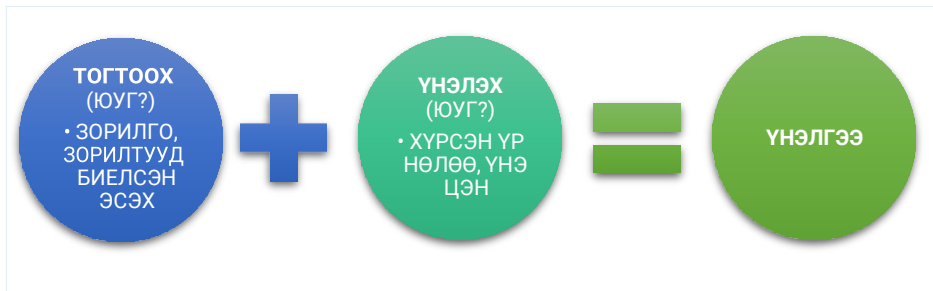 ТОГТООХ
(ЮУГ?)
• ЗОРИЛГО,
ЗОРИЛТУУД
БИЕЛСЭН
ЭСЭХ
ҮНЭЛЭХ
(ЮУГ?)
• ХҮРСЭН ҮР
НӨЛӨӨ, ҮНЭ
ЦЭН
ҮНЭЛГЭЭ